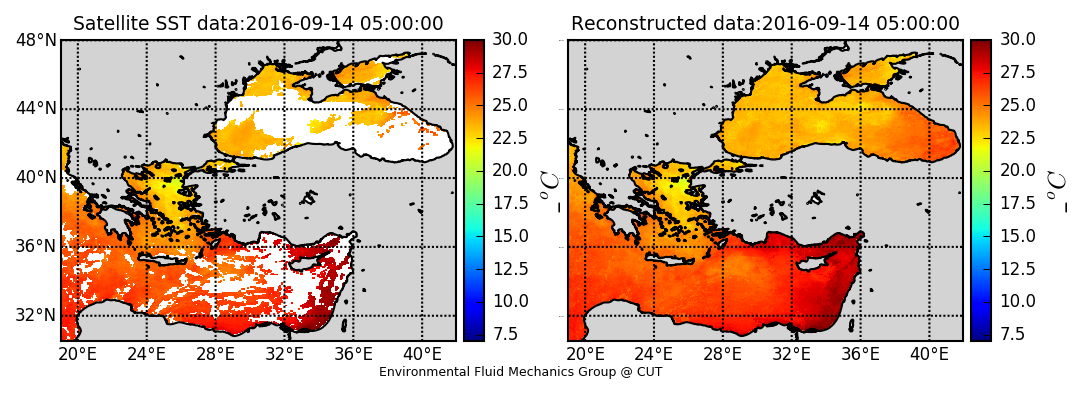 Satellite SST data:2016-09-14 05:00:00
48°N
44°N
40°N
36°N
32°N
20°E 24°E 28°E 32°E 36°E 40°E
30.0
27.5
25.0
22.5
20.0
17.5
15.0
12.5
10.0
7.5
_ °C
Reconstructed data:2016-09-14 05:00:00
20°E 24°E 28°E 32°E 36°E 40°E
30.0
27.5
25.0
22.5
20.0
17.5
15.0
12.5
10.0
7.5
_ °C
Environmental Fluid Mechanics Group @ CUT